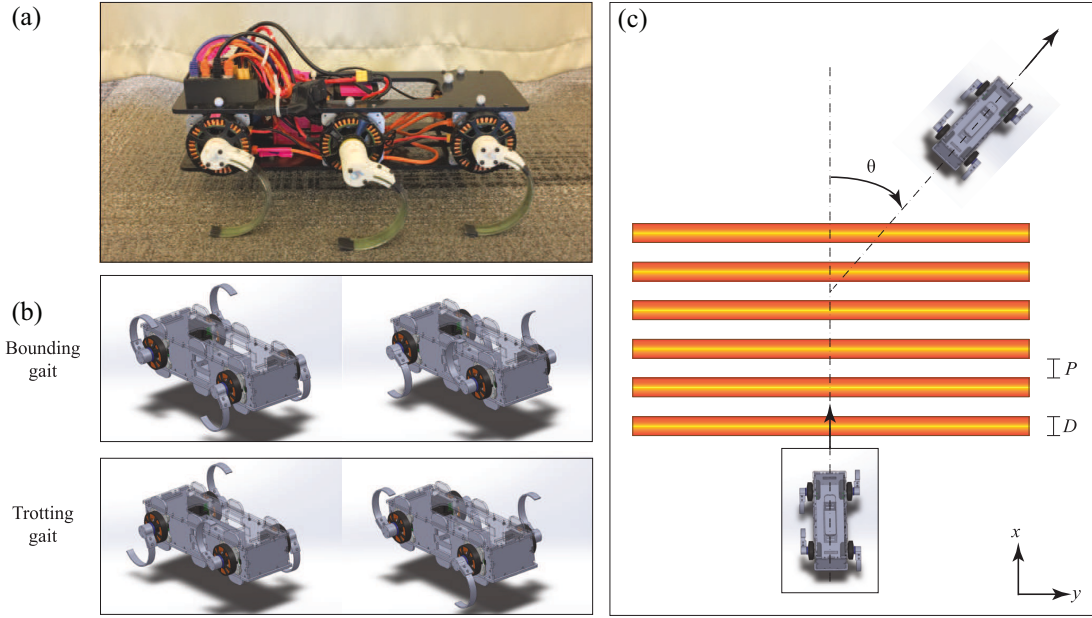 (a)
(b)
Bounding
gait
Trotting
gait
(c)
θ
P
D
x
y